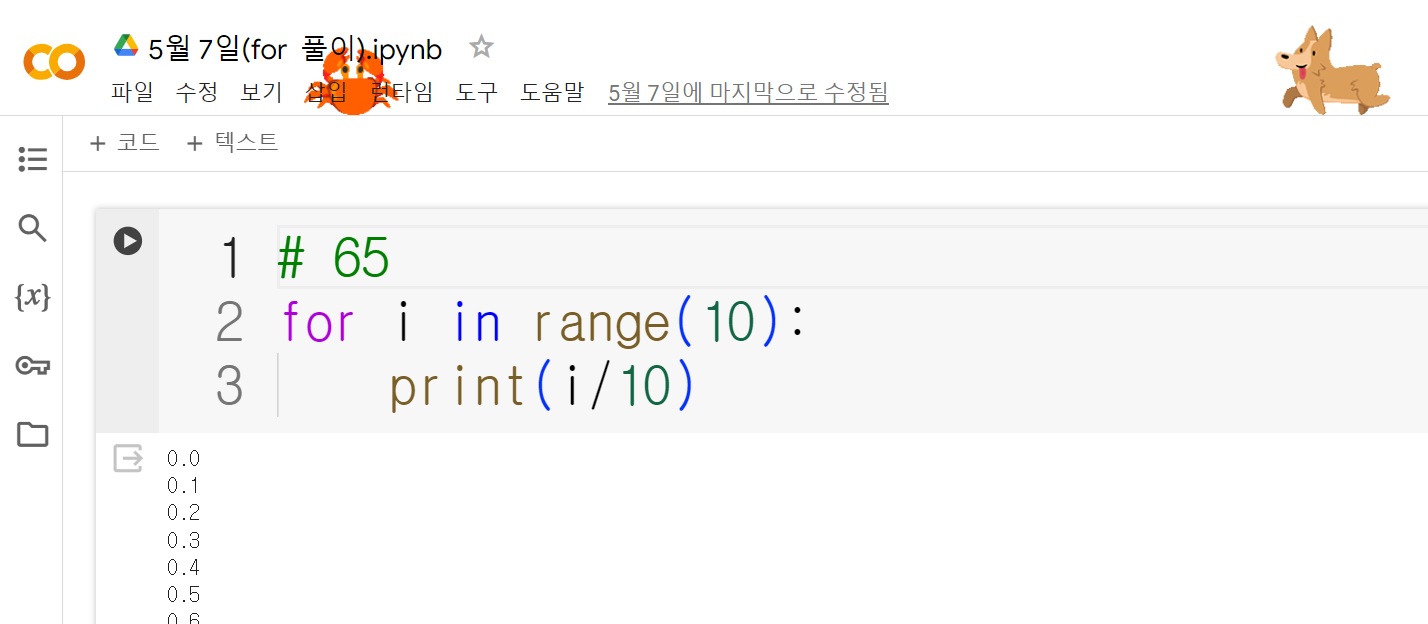 5월 7일(for 풀이).ipynb
파일 수정 보기 삽입 런타임 도구 도움말 5월 7일에 마지막으로 수정됨
+ 코드 + 텍스트
{x}
1 # 65
2 for i in range(10):
3 print(i/10)
0.0
0.1
0.2
0.3
0.4
0.5
0.6